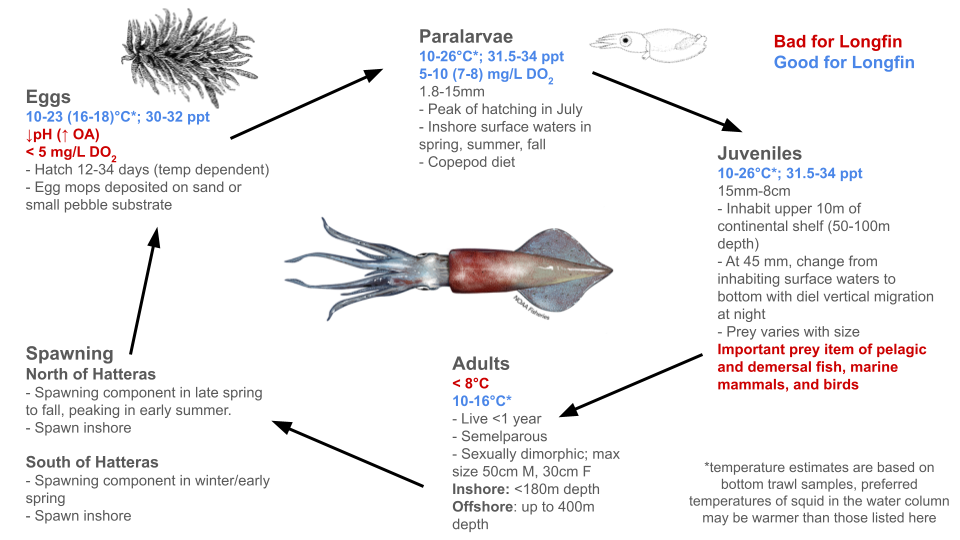 Eggs
10-23 (16-18)°C*; 30-32 ppt
↓pH (↑ OA)
< 5 mg/L DO2
- Hatch 12-34 days (temp dependent)
- Egg mops deposited on sand or
small pebble substrate
Paralarvae
10-26°C*; 31.5-34 ppt
5-10 (7-8) mg/L DO2
1.8-15mm
- Peak of hatching in July
- Inshore surface waters in
spring, summer, fall
- Copepod diet
Bad for Longfin
Good for Longfin
Juveniles
10-26°C*; 31.5-34 ppt
15mm-8cm
- Inhabit upper 10m of
continental shelf (50-100m
depth)
- At 45 mm, change from
inhabiting surface waters to
bottom with diel vertical migration
at night
- Prey varies with size
Important prey item of pelagic
and demersal fish, marine
mammals, and birds
NOAA Fisheries
Adults
< 8°C
10-16°C*
- Live <1 year
- Semelparous
- Sexually dimorphic; max
size 50cm M, 30cm F
Inshore: <180m depth
Offshore: up to 400m
depth
Spawning
North of Hatteras
- Spawning component in late spring
to fall, peaking in early summer.
- Spawn inshore
South of Hatteras
- Spawning component in winter/early
spring
- Spawn inshore
*temperature estimates are based on
bottom trawl samples, preferred
temperatures of squid in the water column
may be warmer than those listed here